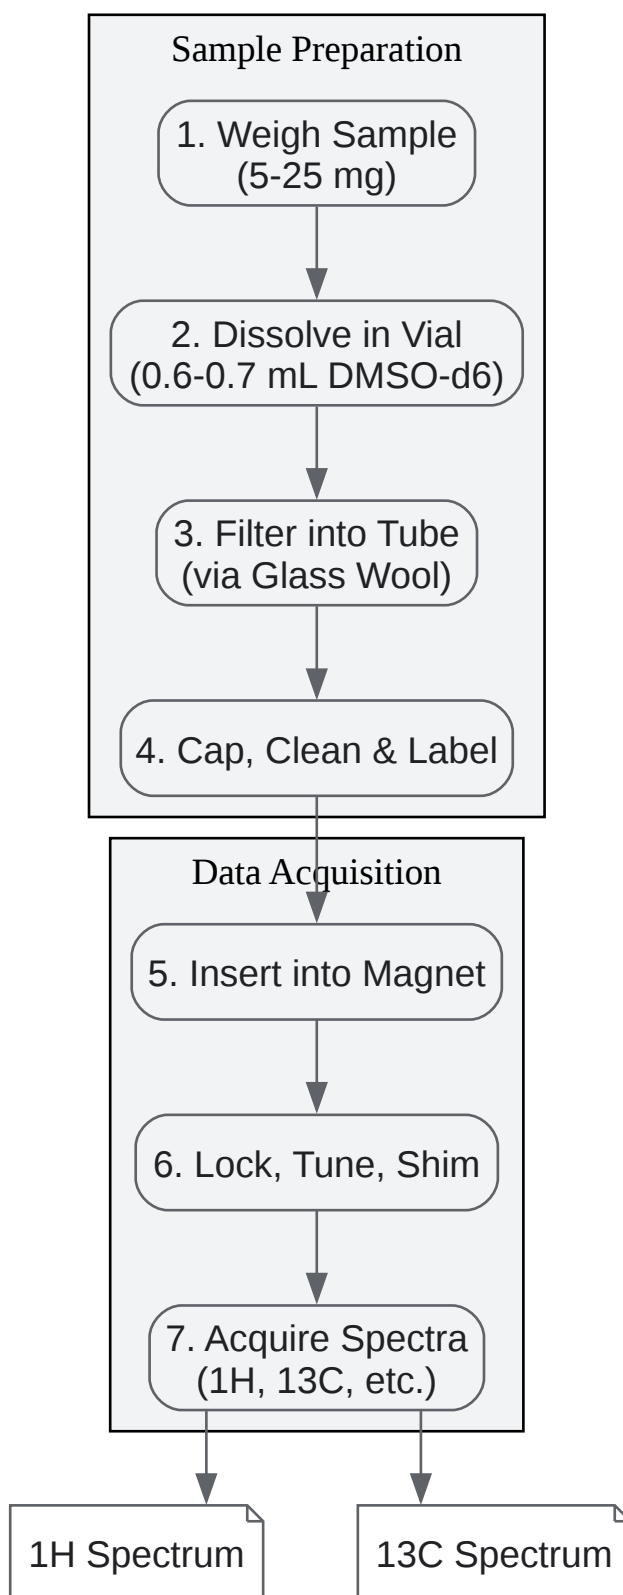 Sample Preparation
1. Weigh Sample
(5-25 mg)
2. Dissolve in Vial
(0.6-0.7 mL DMSO-d6)
3. Filter into Tube
(via Glass Wool)
4. Cap, Clean & Label
Data Acquisition
5. Insert into Magnet
6. Lock, Tune, Shim
7. Acquire Spectra
(1H, 13C, etc.)
1H Spectrum
13C Spectrum